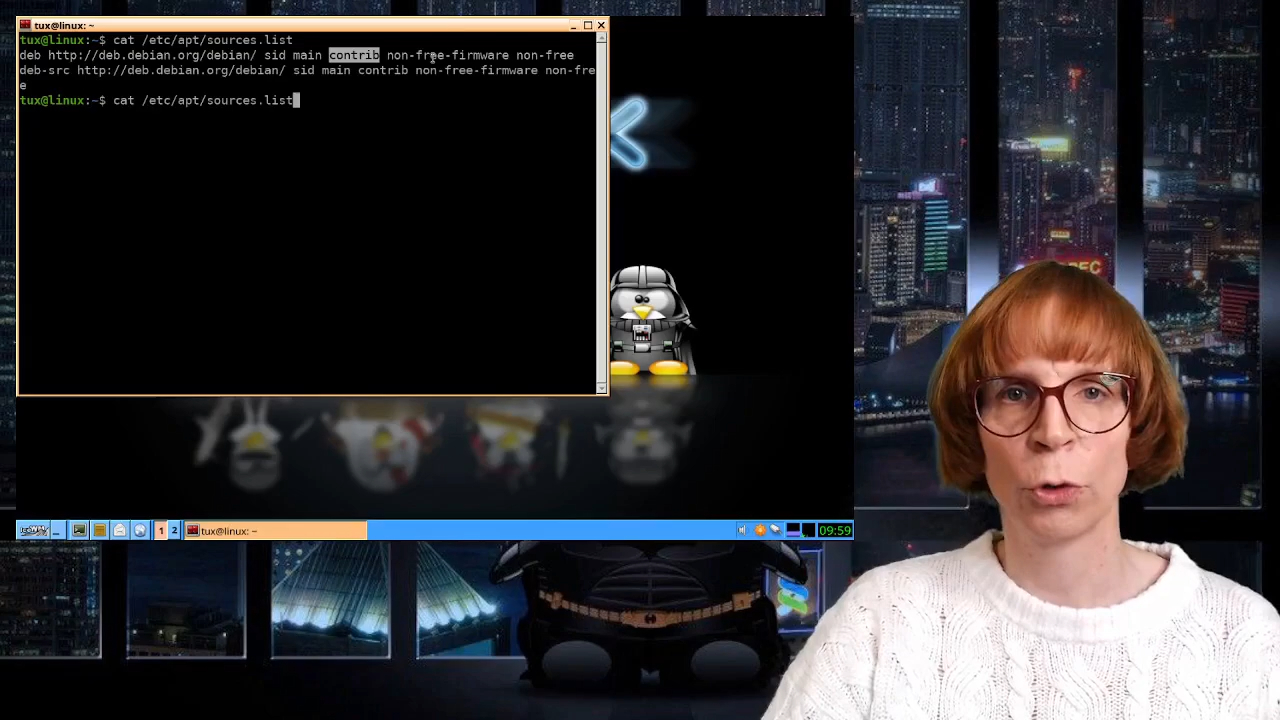 tux@linux: ~
tux@linux:~$ cat /etc/apt/sources.list
deb http://deb.debian.org/debian/ sid main contrib non-free-firmware non-free
deb-src http://deb.debian.org/debian/ sid main contrib non-free-firmware non-fre
e
tux@linux:~$ cat /etc/apt/sources.list
1 2 tux@linux: ~ 09:59